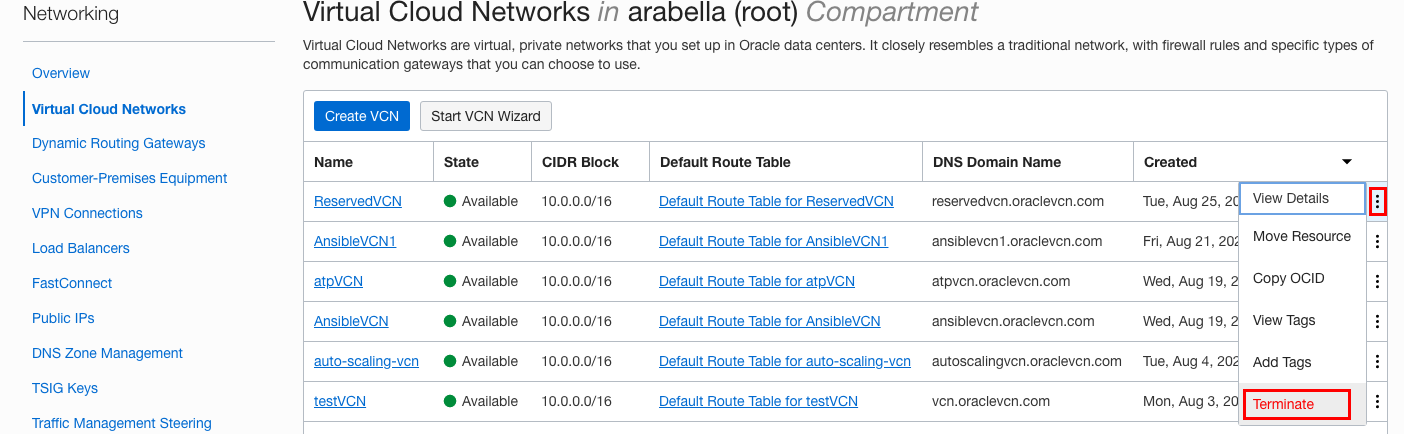 Networking
Overview
Virtual Cloud Networks
Dynamic Routing Gateways
Customer-Premises Equipment
VPN Connections
Load Balancers
FastConnect
Public IPs
DNS Zone Management
TSIG Keys
Traffic Management Steering
Virtual Cloud Networks in arabella (root) Compartment
Virtual Cloud Networks are virtual, private networks that you set up in Oracle data centers. It closely resembles a traditional network, with firewall rules and specific types of
communication gateways that you can choose to use.
Create VCN Start VCN Wizard
Name State CIDR Block Default Route Table DNS Domain Name Created
ReservedVCN Available 10.0.0.0/16 Default Route Table for ReservedVCN reservedvcn.oraclevcn.com Tue, Aug 25, 20
AnsibleVCN1 Available 10.0.0.0/16 Default Route Table for AnsibleVCN1 ansiblevcn1.oraclevcn.com Fri, Aug 21, 202
atpVCN Available 10.0.0.0/16 Default Route Table for atpVCN atpvcn.oraclevcn.com Wed, Aug 19, 2
AnsibleVCN Available 10.0.0.0/16 Default Route Table for AnsibleVCN ansiblevcn.oraclevcn.com Wed, Aug 19, 2
auto-scaling-vcn Available 10.0.0.0/16 Default Route Table for auto-scaling-vcn autoscalingvcn.oraclevcn.com Tue, Aug 4, 202
testVCN Available 10.0.0.0/16 Default Route Table for testVCN vcn.oraclevcn.com Mon, Aug 3, 20
View Details
Move Resource
Copy OCID
View Tags
Add Tags
Terminate